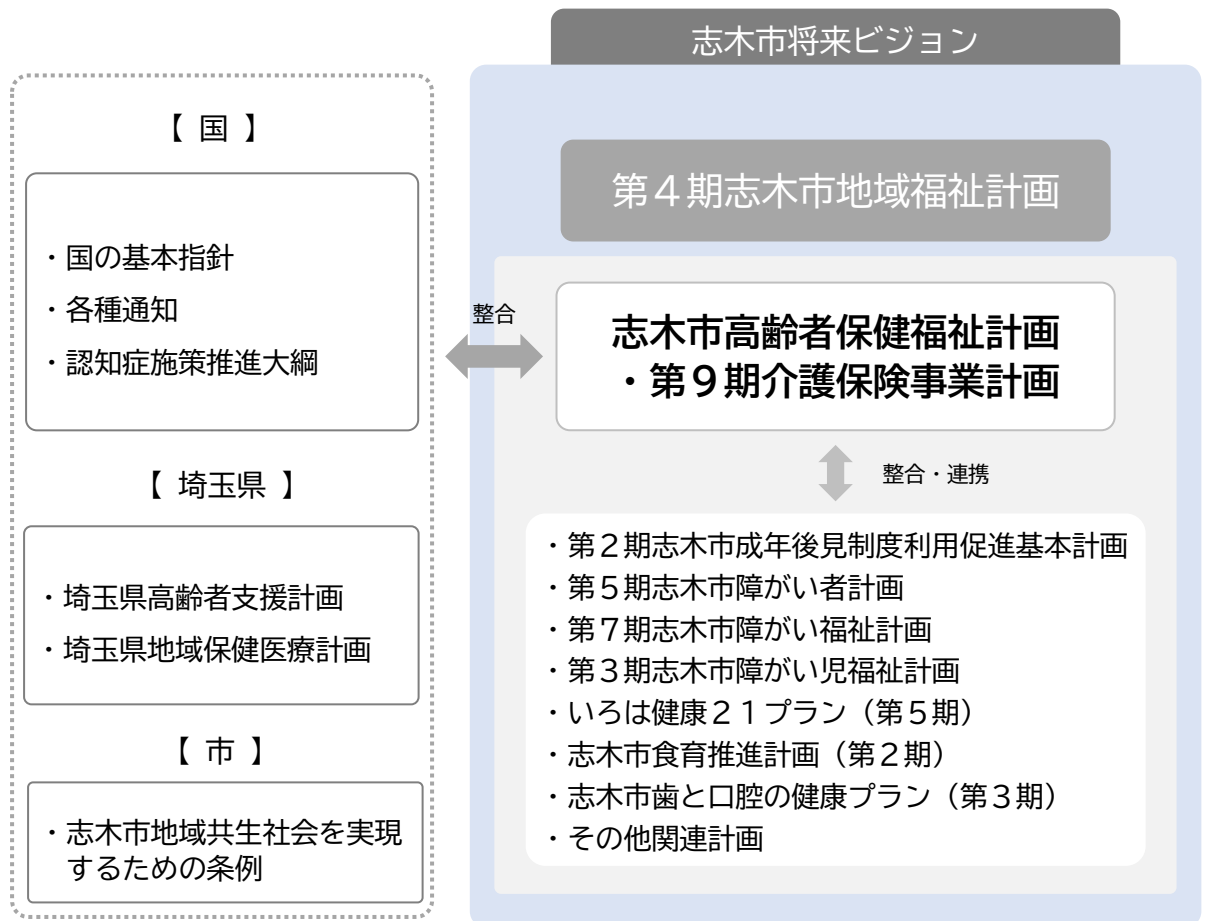 志木市将来ビジョン
【 国 】
・国の基本指針
・各種通知
・認知症施策推進大綱
【 埼玉県 】
・埼玉県高齢者支援計画
・埼玉県地域保健医療計画
【 市 】
・志木市地域共生社会を実現
するための条例
整合
第４期志木市地域福祉計画
志木市高齢者保健福祉計画
・第９期介護保険事業計画
整合・連携
・第２期志木市成年後見制度利用促進基本計画
・第５期志木市障がい者計画
・第７期志木市障がい福祉計画
・第３期志木市障がい児福祉計画
・いろは健康２１プラン（第５期）
・志木市食育推進計画（第２期）
・志木市歯と口腔の健康プラン（第３期）
・その他関連計画